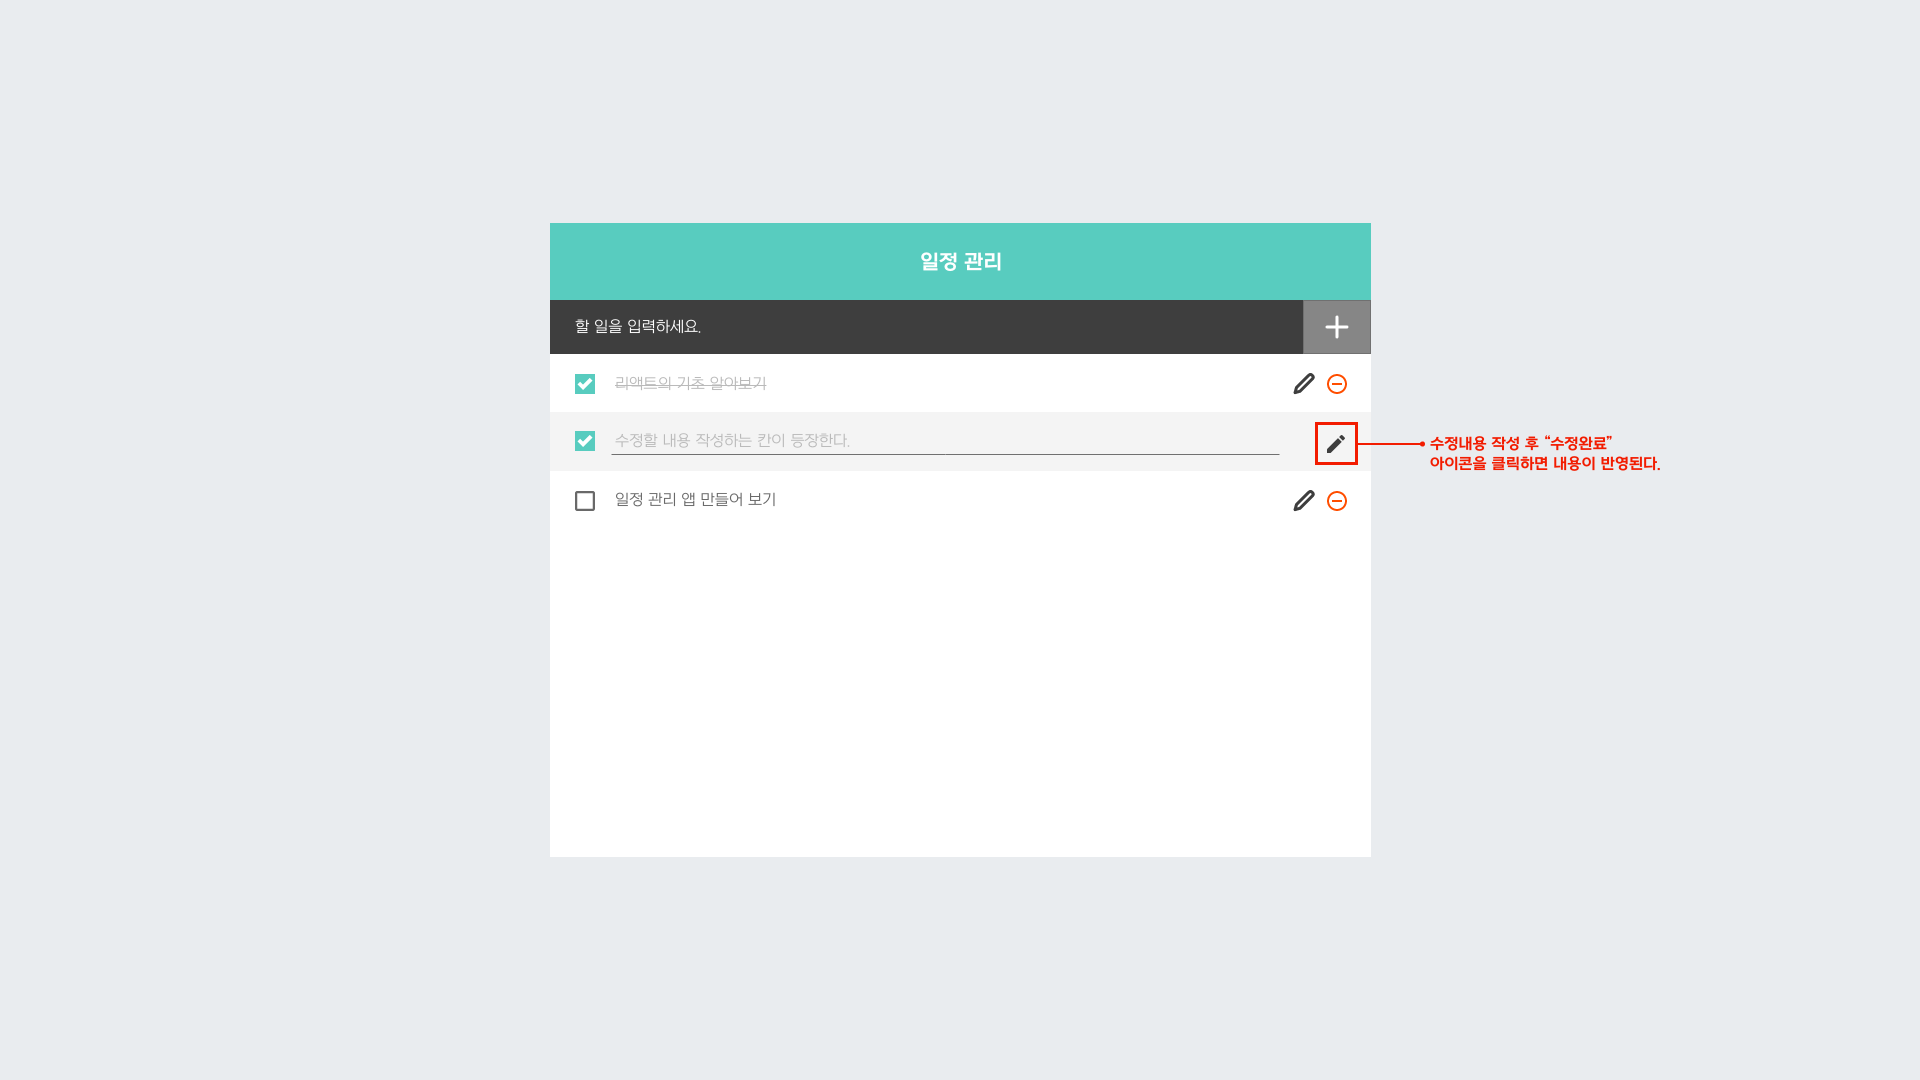 일정 관리
할 일을 입력하세요.
리액트의 기초 알아보기
수정할 내용 작성하는 칸이 등장한다.
수정내용 작성 후 “수정완료”
아이콘을 클릭하면 내용이 반영된다.
일정 관리 앱 만들어 보기